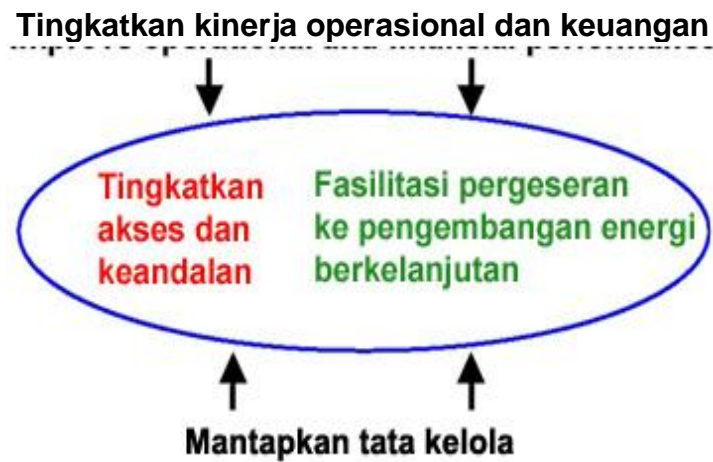 Tingkatkan kinerja operasional dan keuangan
Tingkatkan
akses dan
keandalan
Fasilitasi pergeseran
ke pengembangan energi
berkelanjutan
Mantapkan tata kelola